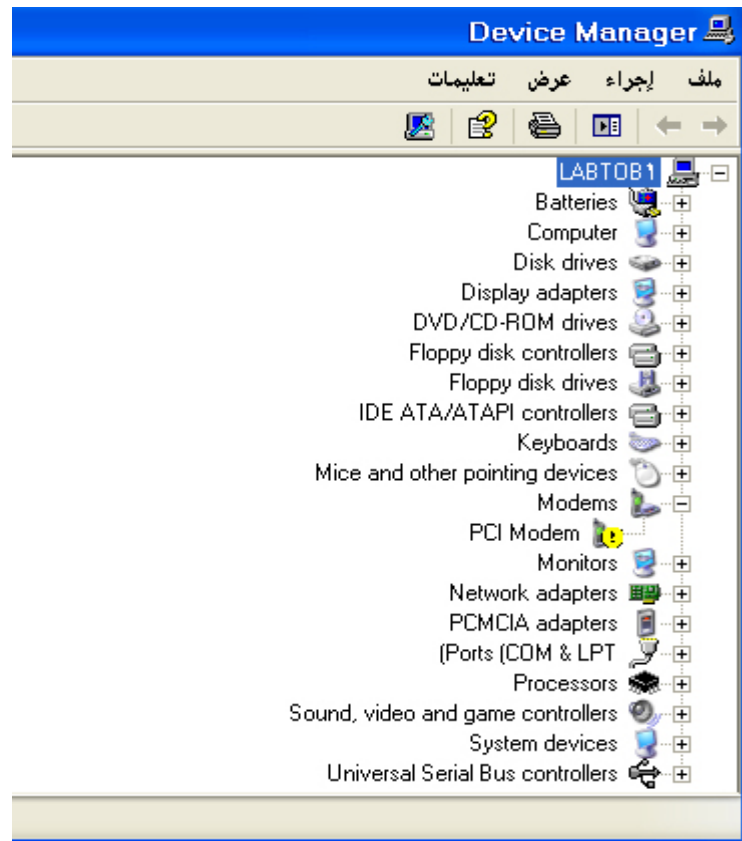 Device Manager
ملف إجراء عرض تعليمات
LABTOB١
Batteries
Computer
Disk drives
Display adapters
DVD/CD-ROM drives
Floppy disk controllers
Floppy disk drives
IDE ATA/ATAPI controllers
Keyboards
Mice and other pointing devices
Modems
PCI Modem
Monitors
Network adapters
PCMCIA adapters
(Ports (COM & LPT
Processors
Sound, video and game controllers
System devices
Universal Serial Bus controllers